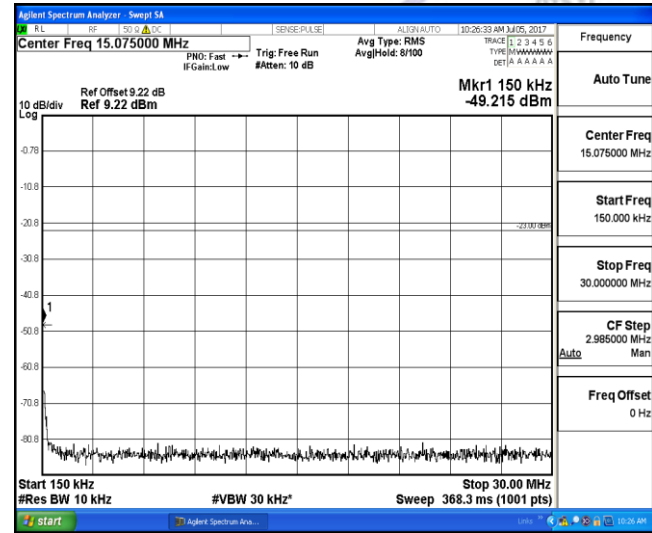 Agilent Spectrum Analyzer - Swept SA
RL RF 50 Ω DC SENSE:PULSE ALIGN AUTO 10:26:33 AM Jul 05, 2017
Center Freq 15.075000 MHz
PNO: Fast
IFGain:Low
Trig: Free Run
#Atten: 10 dB
Avg Type: RMS
Avg|Hold: 8/100
TRACE 1 2 3 4 5 6
TYPE M WWWWW
DET A A A A A A
Mkr1 150 kHz
-49.215 dBm
Ref Offset 9.22 dB
10 dB/div Ref 9.22 dBm
Log
-0.78
-10.8
-20.8
-23.00 dBm
-30.8
-40.8
1
-50.8
-60.8
-70.8
-80.8
Start 150 kHz Stop 30.00 MHz
#Res BW 10 kHz #VBW 30 kHz* Sweep 368.3 ms (1001 pts)
Frequency
Auto Tune
Center Freq
15.075000 MHz
Start Freq
150.000 kHz
Stop Freq
30.000000 MHz
CF Step
2.985000 MHz
Auto Man
Freq Offset
0 Hz
start Agilent Spectrum Ana... Links » 10:26 AM